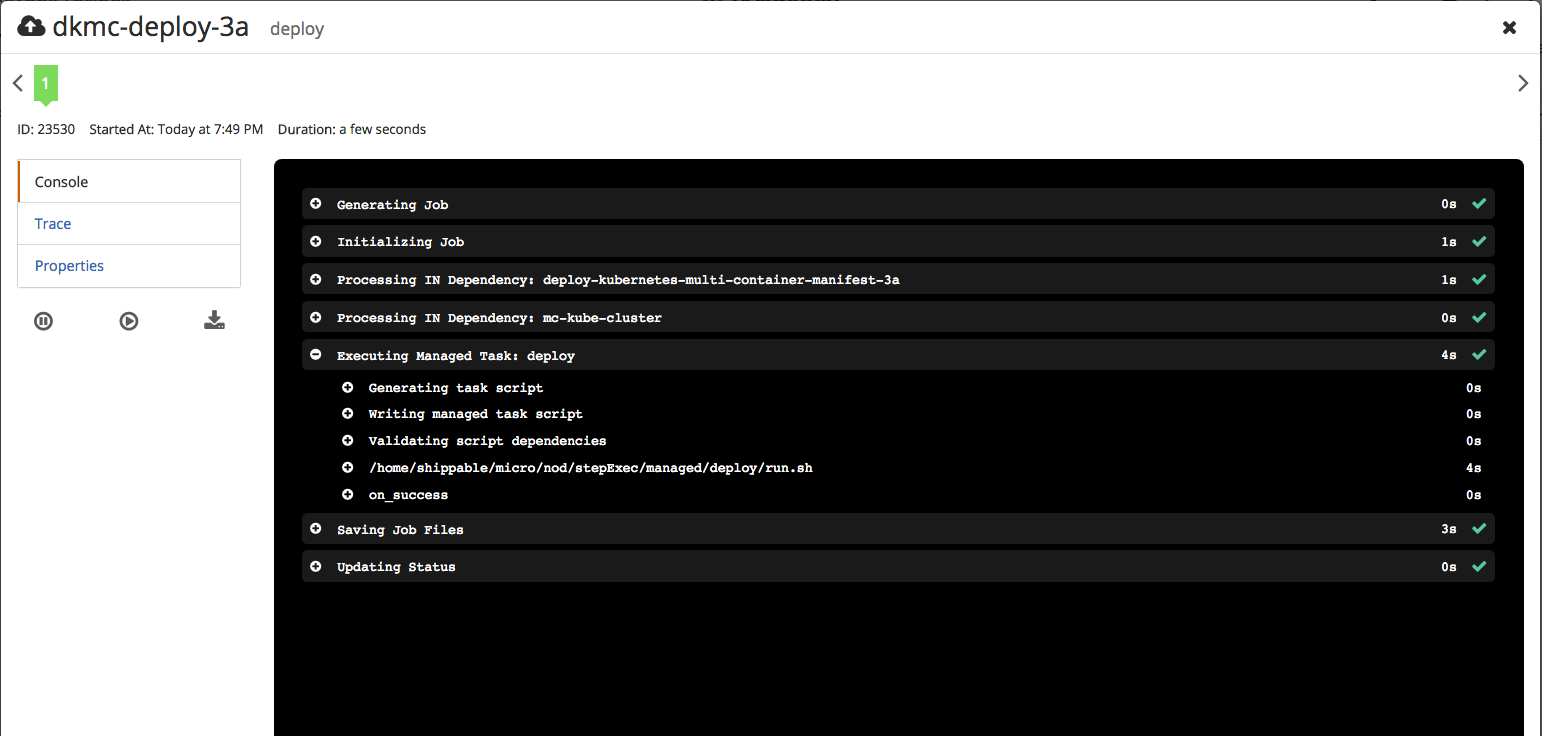 dkmc-deploy-3a deploy
1
ID: 23530 Started At: Today at 7:49 PM Duration: a few seconds
Console
Trace
Properties
Generating Job 0s
Initializing Job 1s
Processing IN Dependency: deploy-kubernetes-multi-container-manifest-3a 1s
Processing IN Dependency: mc-kube-cluster 0s
Executing Managed Task: deploy 4s
Generating task script 0s
Writing managed task script 0s
Validating script dependencies 0s
/home/shippable/micro/nod/stepExec/managed/deploy/run.sh 4s
on_success 0s
Saving Job Files 3s
Updating Status 0s